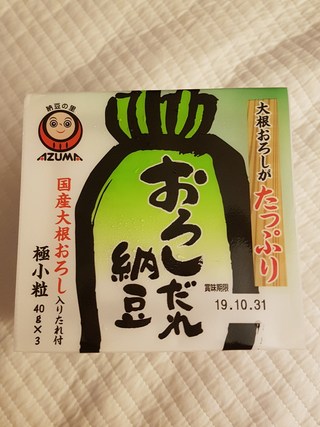 納豆の里
AZUMA
大根おろしが
たっぷり
おろしだれ
納豆
国産大根おろし入りたれ付
極小粒
40g×3
賞味期限
19.10.31